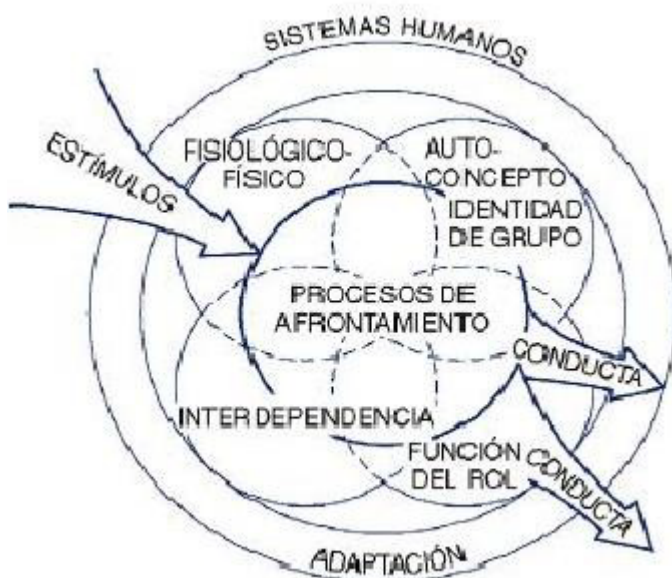 SISTEMAS HUMANOS
ESTÍMULOS
FISIOLÓGICO-
FÍSICO
AUTO-
CONCEPTO
IDENTIDAD
DE GRUPO
PROCESOS DE
AFRONTAMIENTO
CONDUCTA
INTERDEPENDENCIA
FUNCIÓN
DEL ROL
CONDUCTA
ADAPTACIÓN